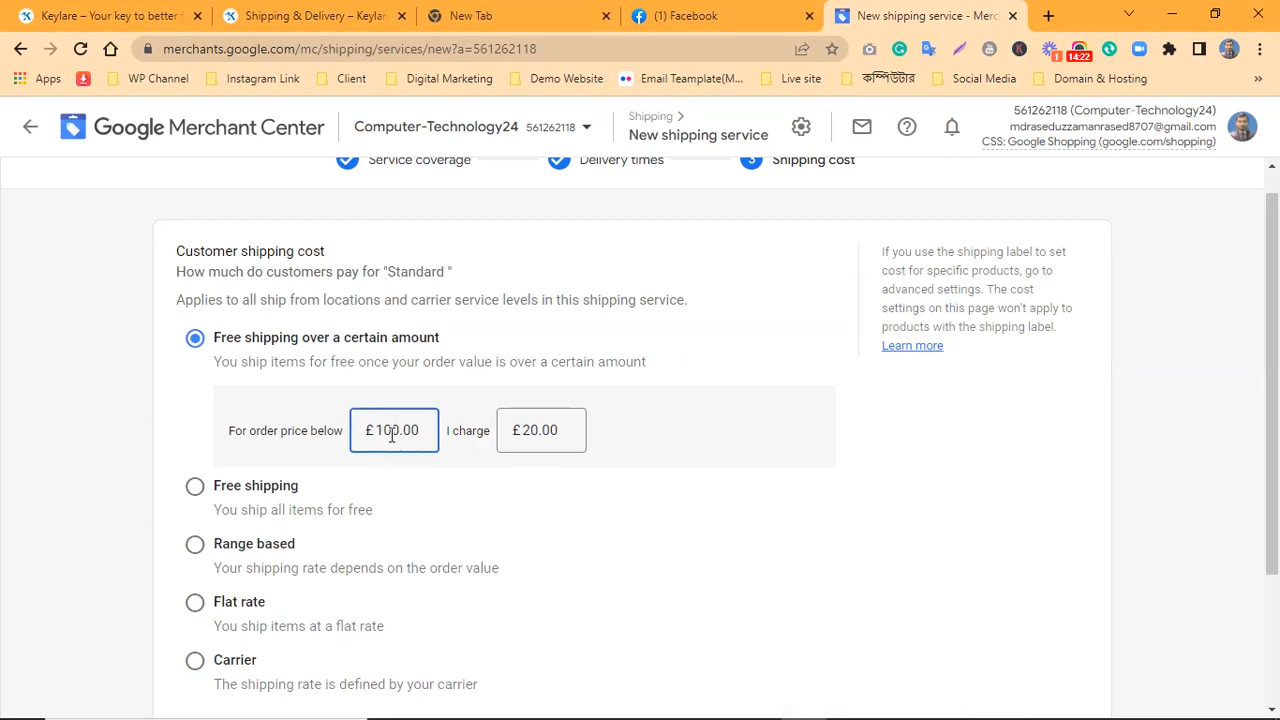 Keylare – Your key to better
Shipping & Delivery – Keylare
New Tab
(1) Facebook
New shipping service - Merc
merchants.google.com/mc/shipping/services/new?a=561262118
1
14:22
Apps
WP Channel
Instagram Link
Client
Digital Marketing
Demo Website
Email Teamplate(M...
Live site
কম্পিউটার
Social Media
Domain & Hosting
»
Google Merchant Center
Computer-Technology24 561262118
Shipping
New shipping service
561262118 (Computer-Technology24)
mdraseduzzamanrased8707@gmail.com
CSS: Google Shopping (google.com/shopping)
Service coverage
Delivery times
3 Shipping cost
Customer shipping cost
How much do customers pay for "Standard "
Applies to all ship from locations and carrier service levels in this shipping service.
Free shipping over a certain amount
You ship items for free once your order value is over a certain amount
For order price below £100.00 I charge £20.00
Free shipping
You ship all items for free
Range based
Your shipping rate depends on the order value
Flat rate
You ship items at a flat rate
Carrier
The shipping rate is defined by your carrier
If you use the shipping label to set
cost for specific products, go to
advanced settings. The cost
settings on this page won't apply to
products with the shipping label.
Learn more